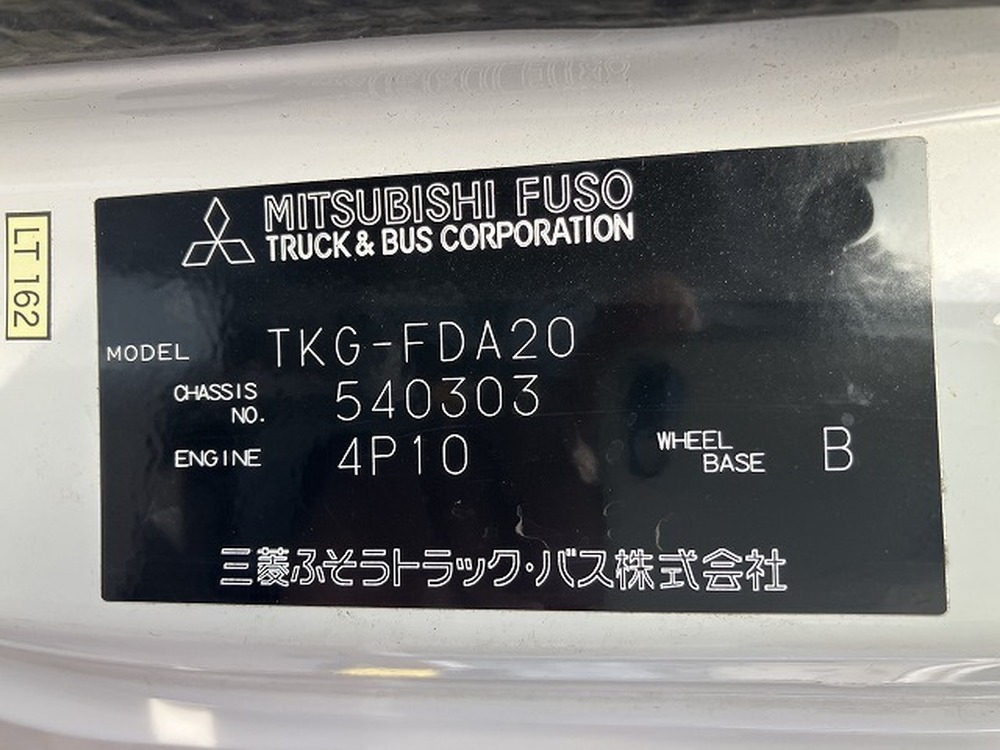 MITSUBISHI FUSO
TRUCK & BUS CORPORATION
LT 162
MODEL TKG-FDA20
CHASSIS NO. 540303
ENGINE 4P10 WHEEL BASE B
三菱ふそうトラック・バス株式会社